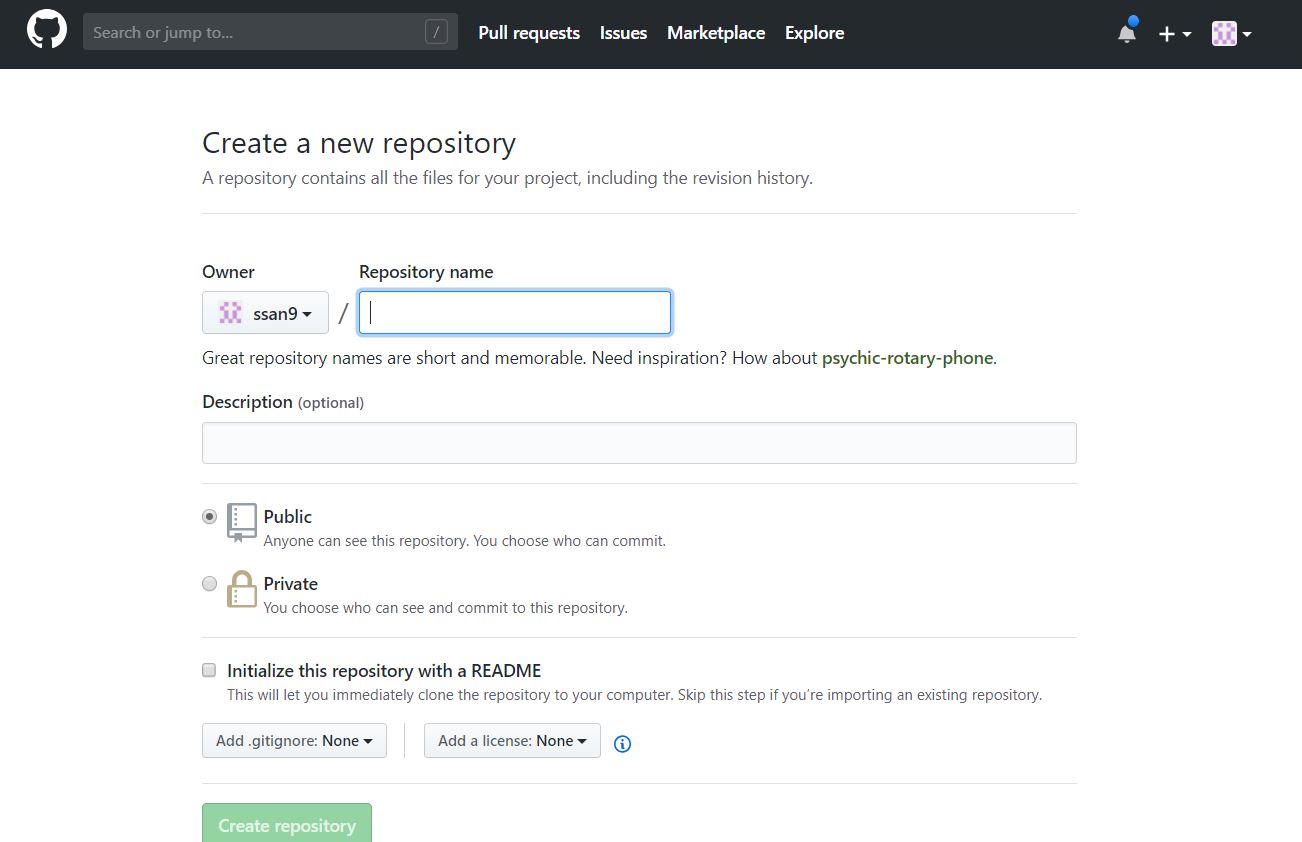 Search or jump to... / Pull requests Issues Marketplace Explore
Create a new repository
A repository contains all the files for your project, including the revision history.
Owner Repository name
ssan9 /
Great repository names are short and memorable. Need inspiration? How about psychic-rotary-phone.
Description (optional)
Public
Anyone can see this repository. You choose who can commit.
Private
You choose who can see and commit to this repository.
Initialize this repository with a README
This will let you immediately clone the repository to your computer. Skip this step if you’re importing an existing repository.
Add .gitignore: None Add a license: None
Create repository